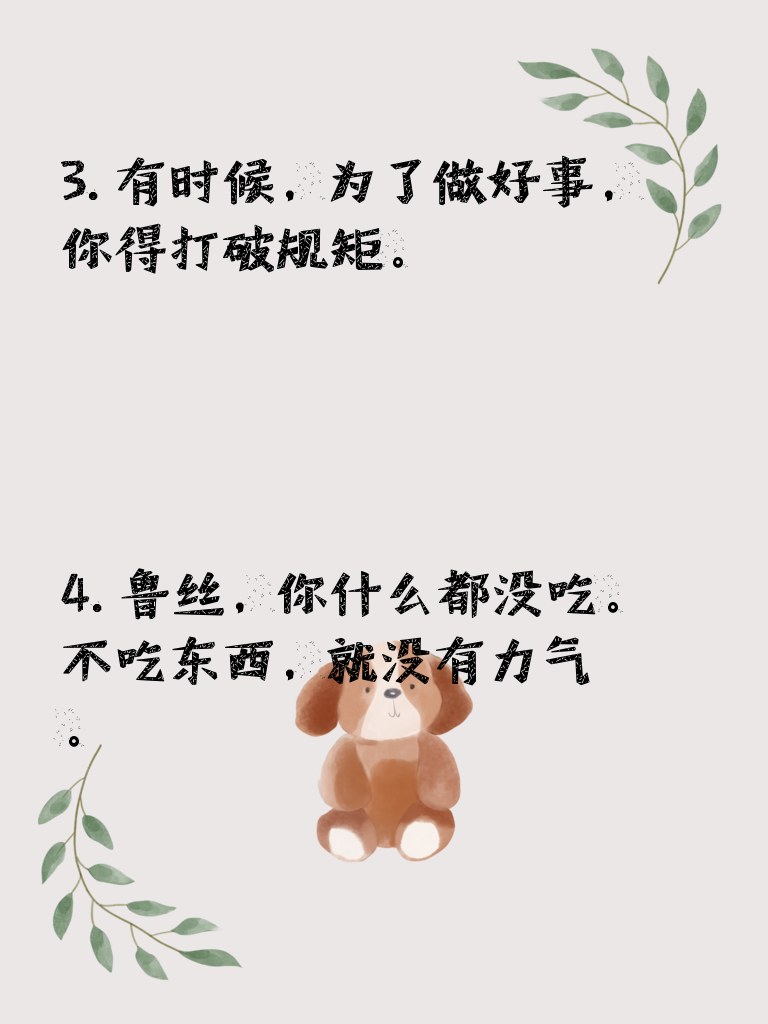 3. 有时候，为了做好事，
你得打破规矩。
4. 鲁丝，你什么都没吃。
不吃东西，就没有力气
。